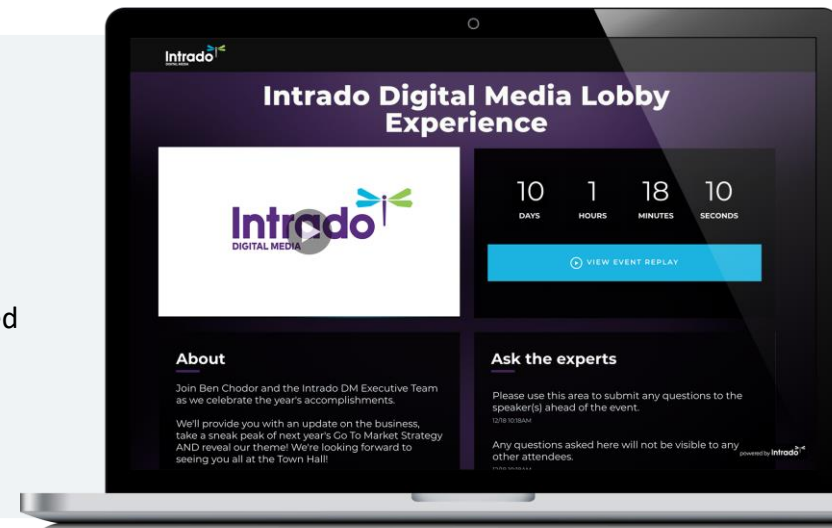 Intrado
DIGITAL MEDIA
Intrado Digital Media Lobby
Experience
Intrado
DIGITAL MEDIA
10 1 18 10
DAYS HOURS MINUTES SECONDS
VIEW EVENT REPLAY
About
Join Ben Chodor and the Intrado DM Executive Team
as we celebrate the year's accomplishments.
We'll provide you with an update on the business,
take a sneak peak of next year's Go To Market Strategy
AND reveal our theme! We're looking forward to
seeing you all at the Town Hall!
Ask the experts
Please use this area to submit any questions to the
speaker(s) ahead of the event.
12/18 10:18AM
Any questions asked here will not be visible to any
other attendees.
powered by intrado